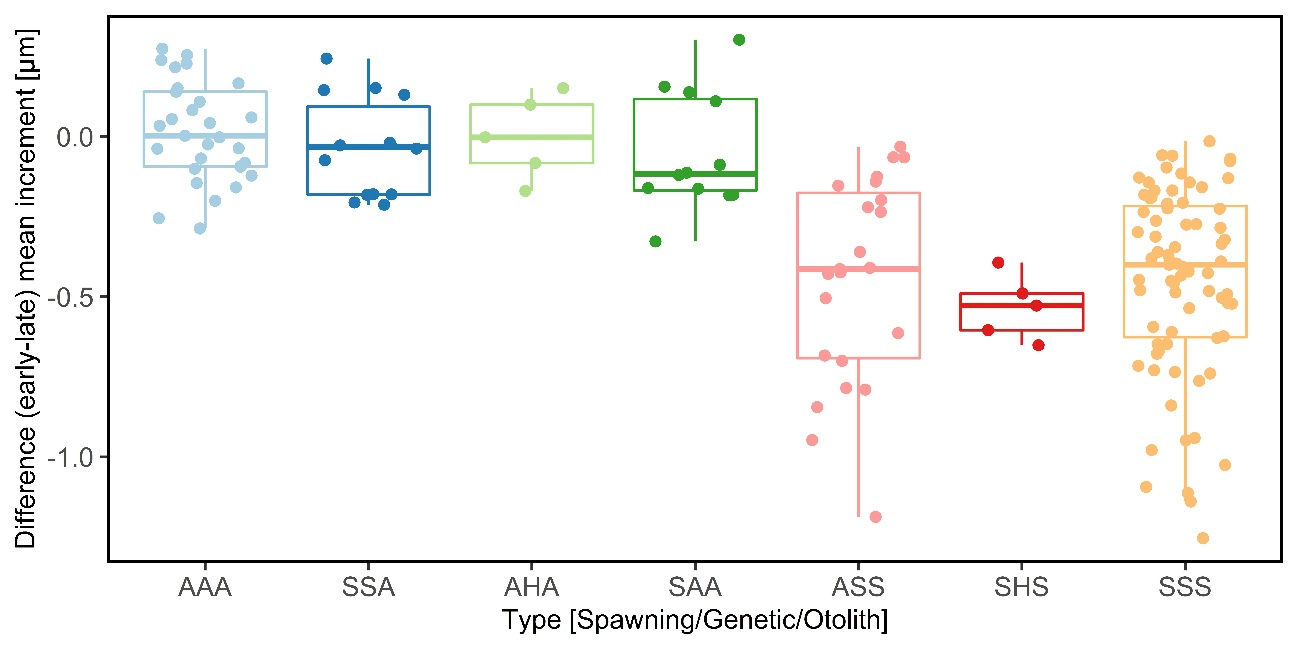 Difference (early-late) mean increment [µm]
0.0
-0.5
-1.0
AAA SSA AHA SAA ASS SHS SSS
Type [Spawning/Genetic/Otolith]